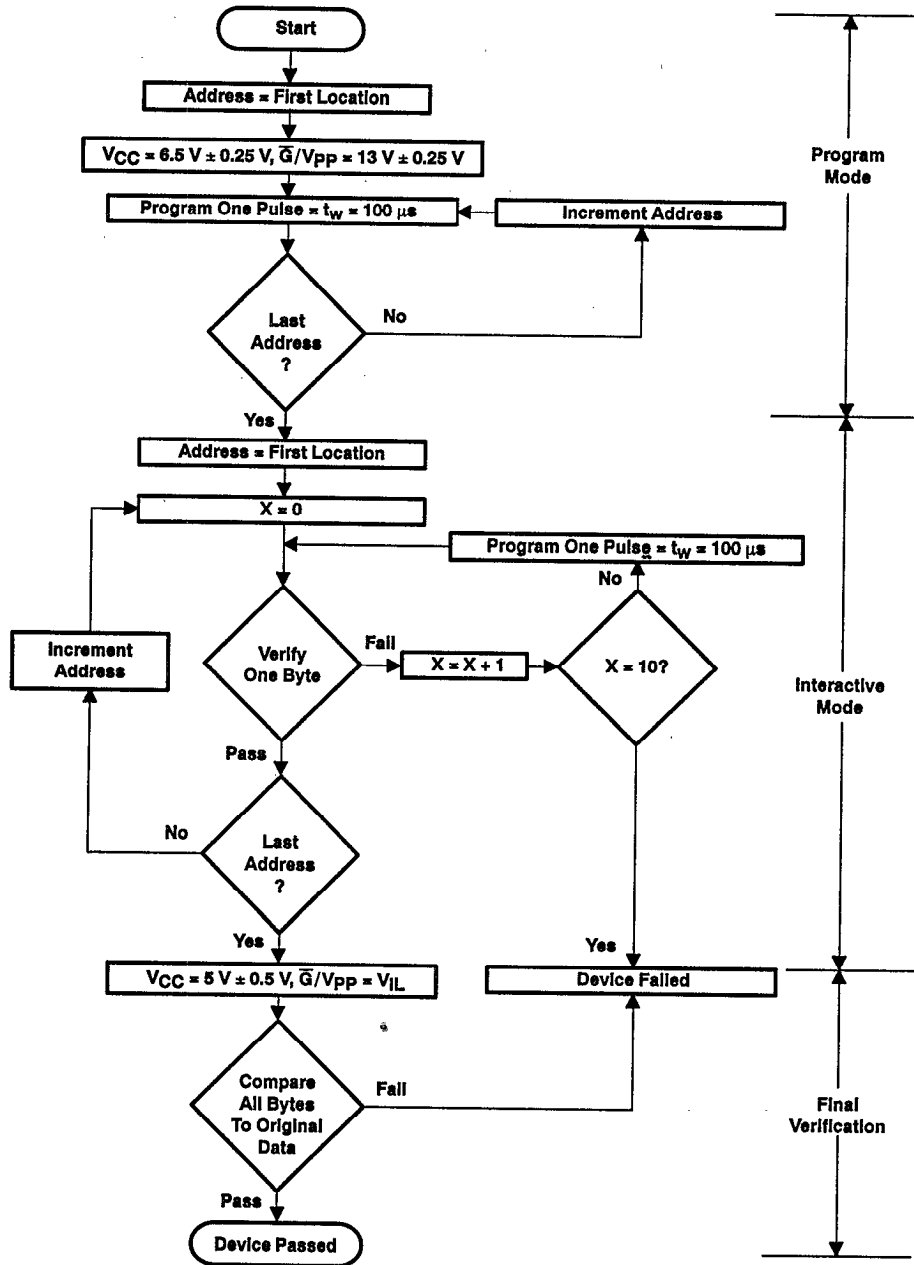 Start
Address = First Location
VCC = 6.5 V ± 0.25 V, G̅/VPP = 13 V ± 0.25 V
Program One Pulse = tw = 100 µs
Increment Address
Last
Address
?
No
Yes
Program
Mode
Address = First Location
X = 0
Program One Pulse = tw = 100 µs
No
Increment
Address
Verify
One Byte
Fail
X = X + 1
X = 10?
Interactive
Mode
Pass
No
Last
Address
?
Yes
Yes
VCC = 5 V ± 0.5 V, G̅/VPP = VIL
Device Failed
Compare
All Bytes
To Original
Data
Fail
Final
Verification
Pass
Device Passed